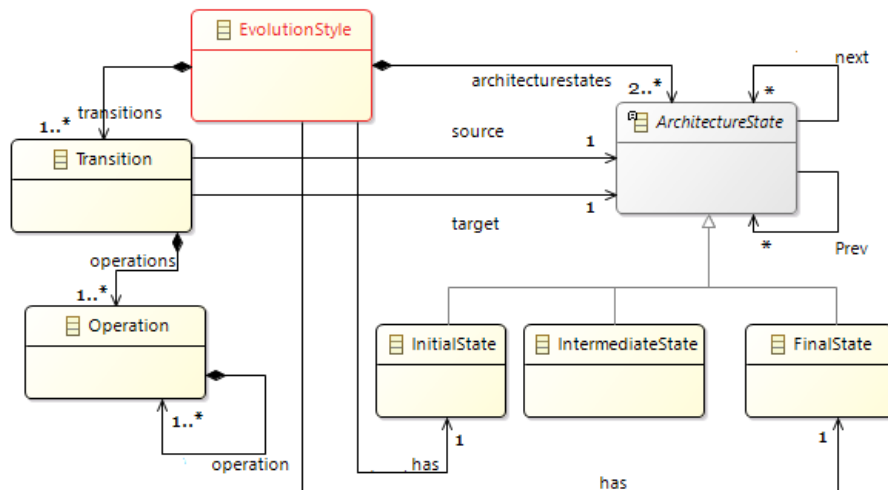 EvolutionStyle
next
architecturestates
2..*
*
transitions
1..*
source
1
ArchitectureState
Transition
1
target
*
Prev
operations
1..*
Operation
InitialState
IntermediateState
FinalState
1..*
operation
1
has
1
has